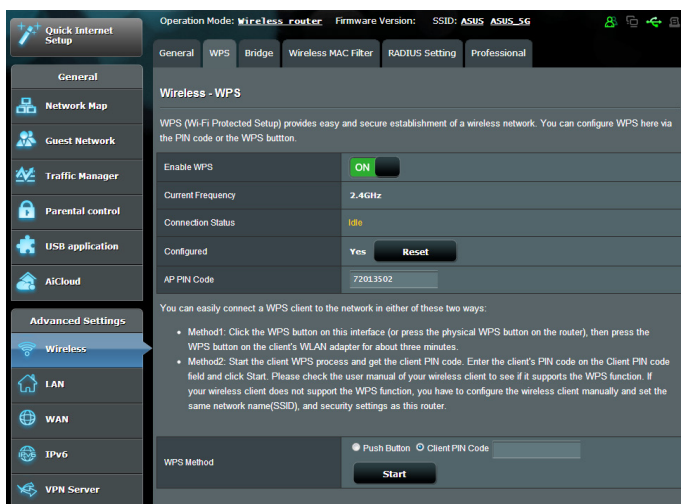 Quick Internet
Setup
Operation Mode: Wireless router Firmware Version: SSID: ASUS ASUS_5G
General WPS Bridge Wireless MAC Filter RADIUS Setting Professional
General
Network Map
Guest Network
Traffic Manager
Parental control
USB application
AiCloud
Advanced Settings
Wireless
LAN
WAN
IPv6
VPN Server
Wireless - WPS
WPS (Wi-Fi Protected Setup) provides easy and secure establishment of a wireless network. You can configure WPS here via
the PIN code or the WPS buttton.
Enable WPS ON
Current Frequency 2.4GHz
Connection Status Idle
Configured Yes Reset
AP PIN Code 72013502
You can easily connect a WPS client to the network in either of these two ways:
• Method1: Click the WPS button on this interface (or press the physical WPS button on the router), then press the
WPS button on the client's WLAN adapter for about three minutes.
• Method2: Start the client WPS process and get the client PIN code. Enter the client's PIN code on the Client PIN code
field and click Start. Please check the user manual of your wireless client to see if it supports the WPS function. If
your wireless client does not support the WPS function, you have to configure the wireless client manually and set the
same network name(SSID), and security settings as this router.
WPS Method Push Button Client PIN Code
Start